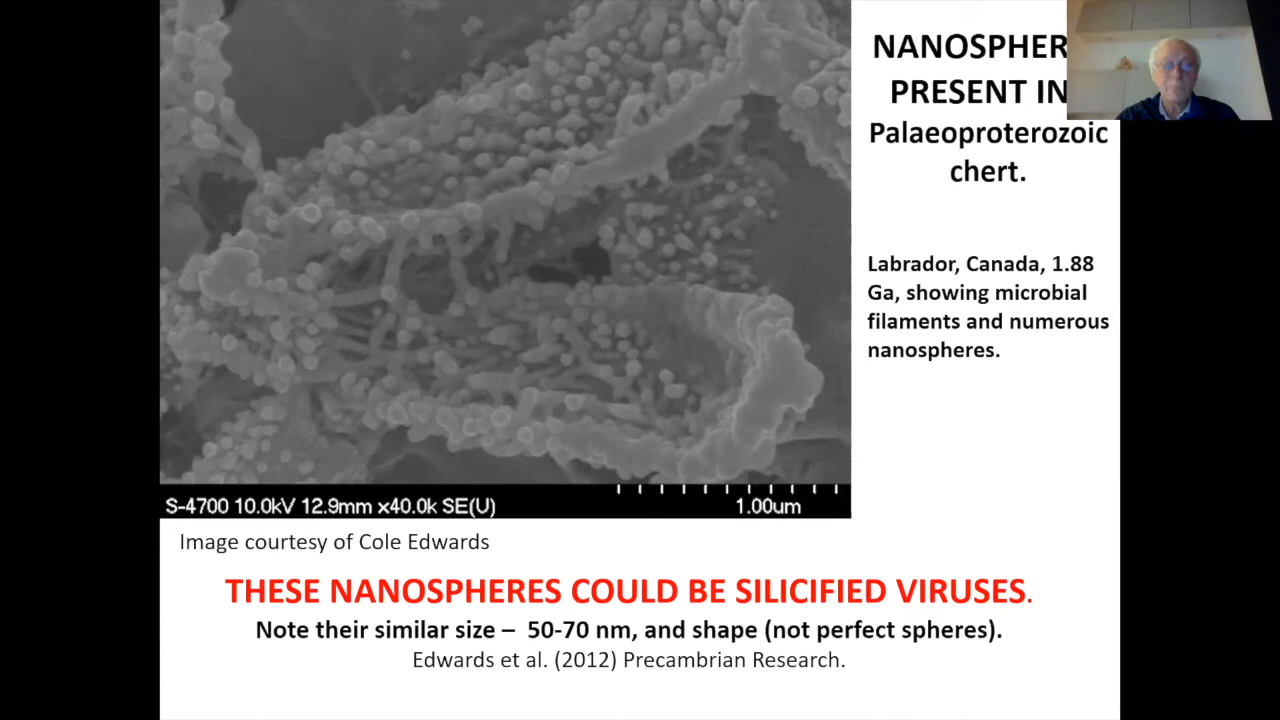 NANOSPHER
PRESENT IN
Palaeoproterozoic
chert.
Labrador, Canada, 1.88
Ga, showing microbial
filaments and numerous
nanospheres.
S-4700 10.0kV 12.9mm x40.0k SE(U)
1.00um
Image courtesy of Cole Edwards
THESE NANOSPHERES COULD BE SILICIFIED VIRUSES.
Note their similar size – 50-70 nm, and shape (not perfect spheres).
Edwards et al. (2012) Precambrian Research.